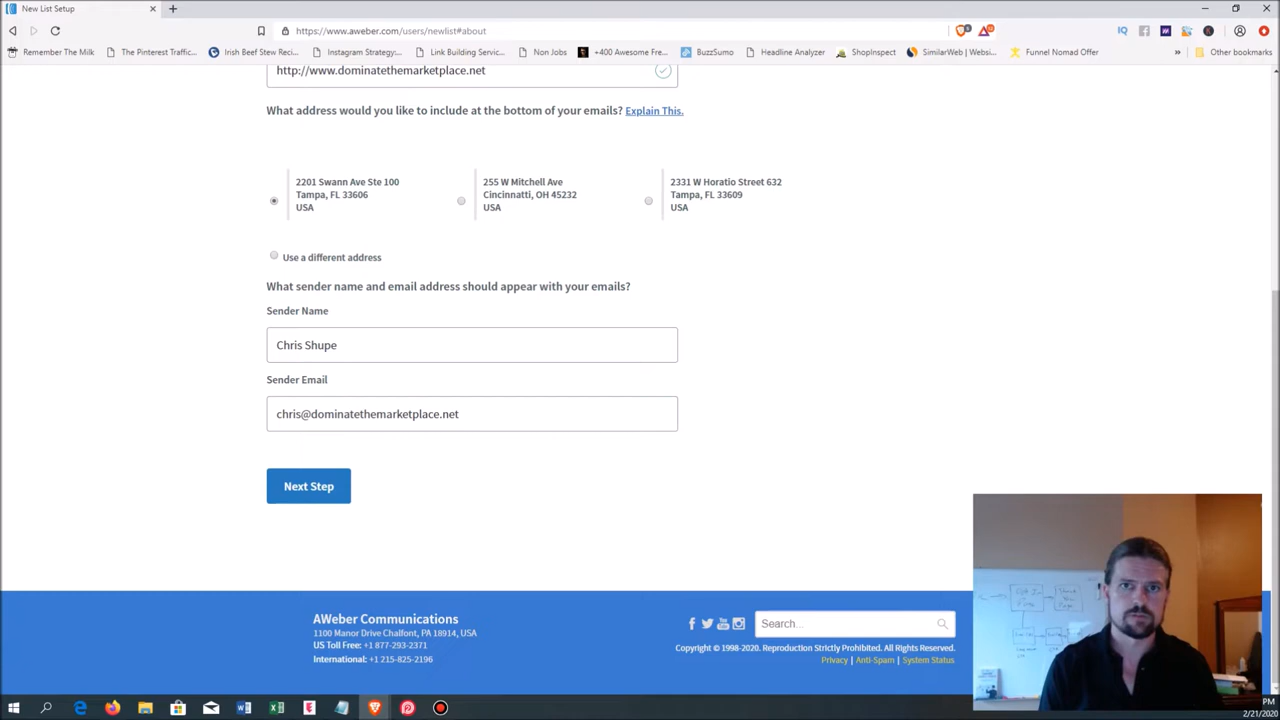 New List Setup
https://www.aweber.com/users/newlist#about
Remember The Milk
The Pinterest Traffic...
Irish Beef Stew Reci...
Instagram Strategy:...
Link Building Servic...
Non Jobs
+400 Awesome Fre...
BuzzSumo
Headline Analyzer
ShopInspect
SimilarWeb | Websi...
Funnel Nomad Offer
Other bookmarks
http://www.dominatethemarketplace.net
What address would you like to include at the bottom of your emails? Explain This.
2201 Swann Ave Ste 100
Tampa, FL 33606
USA
255 W Mitchell Ave
Cincinnatti, OH 45232
USA
2331 W Horatio Street 632
Tampa, FL 33609
USA
Use a different address
What sender name and email address should appear with your emails?
Sender Name
Chris Shupe
Sender Email
chris@dominatethemarketplace.net
Next Step
AWeber Communications
1100 Manor Drive Chalfont, PA 18914, USA
US Toll Free: +1 877-293-2371
International: +1 215-825-2196
Search...
Copyright © 1998-2020. Reproduction Strictly Prohibited. All Rights Reserved.
Privacy | Anti-Spam | System Status
PM
2/21/2020